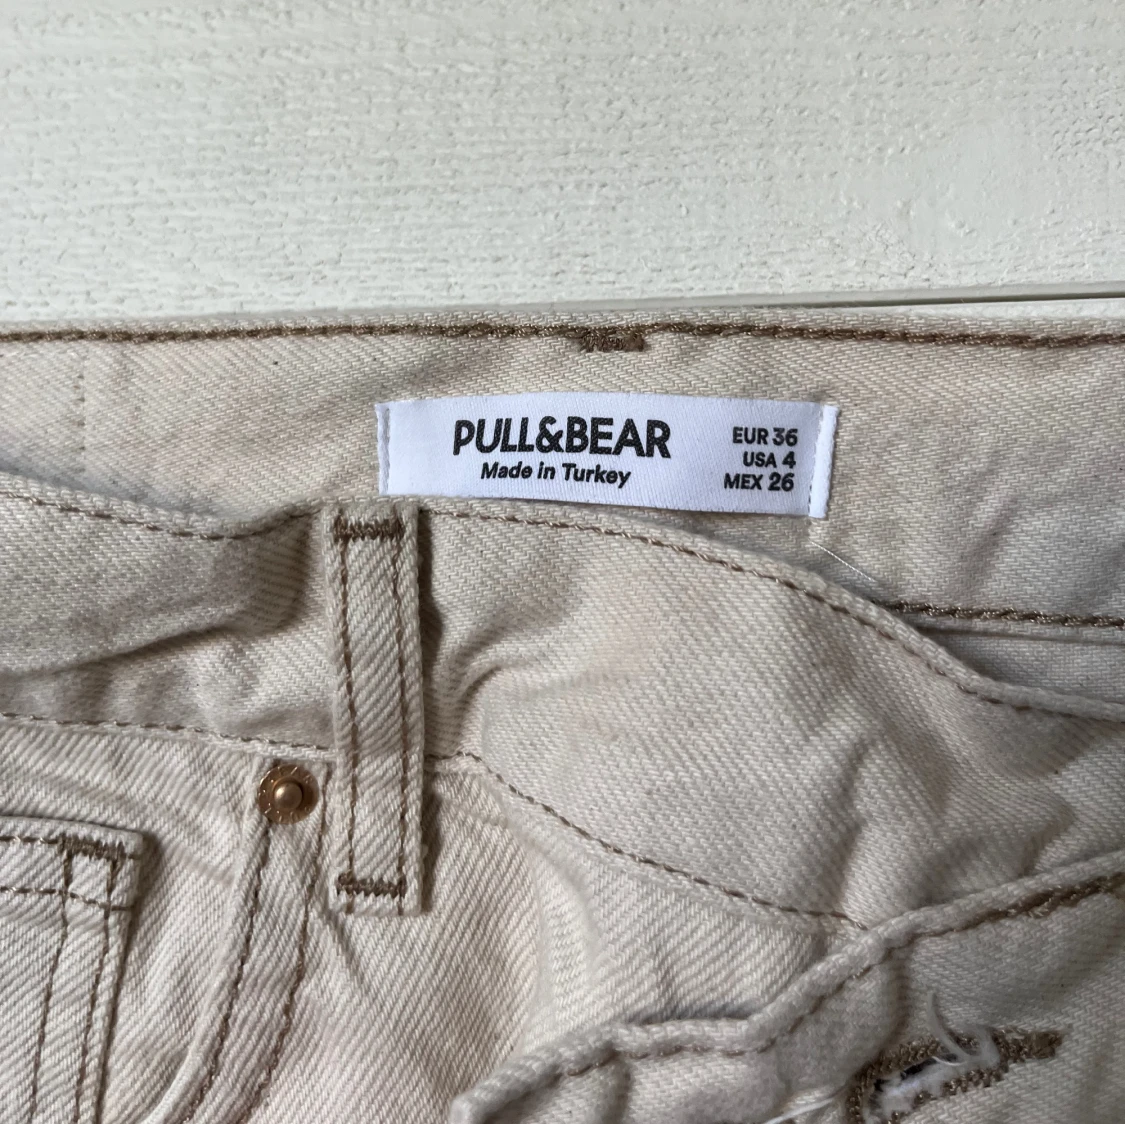 PULL&BEAR
Made in Turkey
EUR 36
USA 4
MEX 26